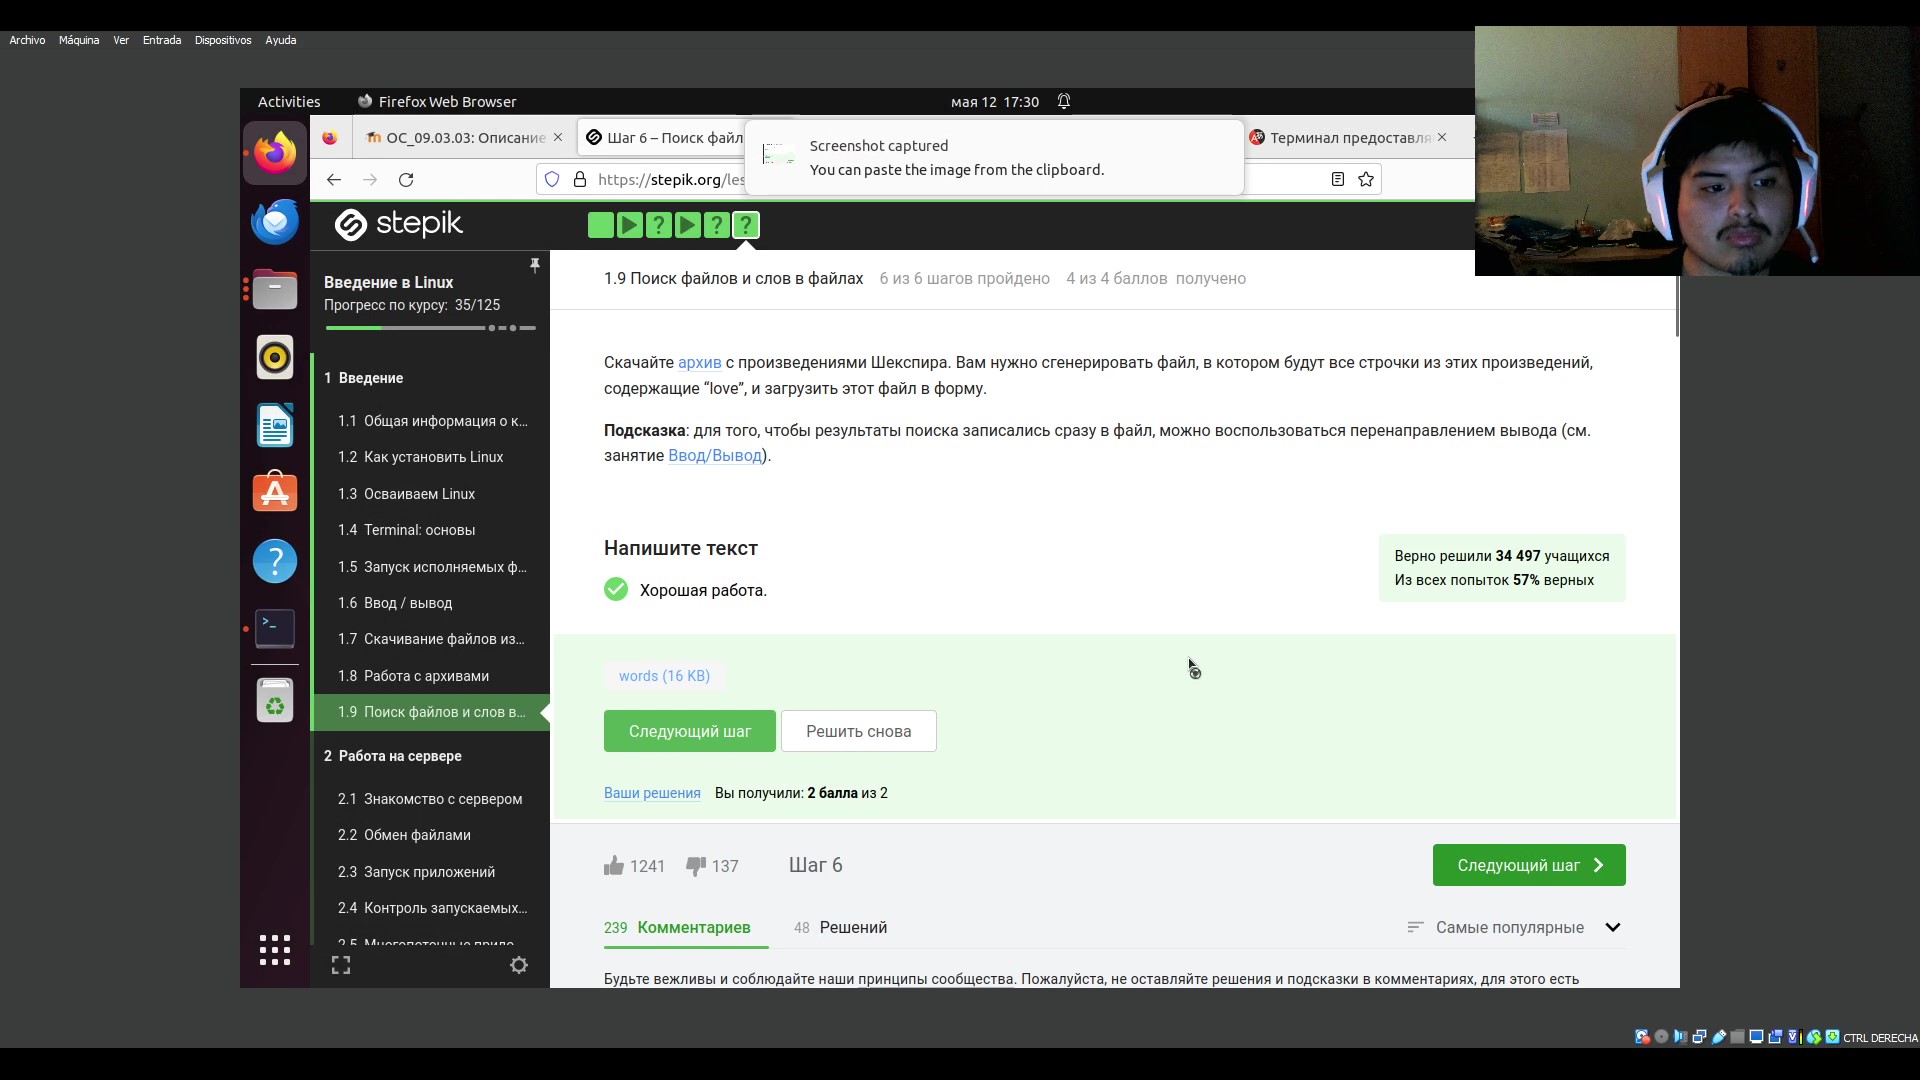 Archivo Máquina Ver Entrada Dispositivos Ayuda
Activities Firefox Web Browser мая 12 17:30
ОС_09.03.03: Описание Шаг 6 – Поиск файл Терминал предоставля
Screenshot captured
You can paste the image from the clipboard.
https://stepik.org/les
stepik
Введение в Linux
Прогресс по курсу: 35/125
1 Введение
1.1 Общая информация о к...
1.2 Как установить Linux
1.3 Осваиваем Linux
1.4 Terminal: основы
1.5 Запуск исполняемых ф...
1.6 Ввод / вывод
1.7 Скачивание файлов из...
1.8 Работа с архивами
1.9 Поиск файлов и слов в...
2 Работа на сервере
2.1 Знакомство с сервером
2.2 Обмен файлами
2.3 Запуск приложений
2.4 Контроль запускаемых...
2.5 Многопоточные прило...
1.9 Поиск файлов и слов в файлах 6 из 6 шагов пройдено 4 из 4 баллов получено
Скачайте архив с произведениями Шекспира. Вам нужно сгенерировать файл, в котором будут все строчки из этих произведений,
содержащие “love”, и загрузить этот файл в форму.
Подсказка: для того, чтобы результаты поиска записались сразу в файл, можно воспользоваться перенаправлением вывода (см.
занятие Ввод/Вывод).
Напишите текст
Хорошая работа.
Верно решили 34 497 учащихся
Из всех попыток 57% верных
words (16 KB)
Следующий шаг Решить снова
Ваши решения Вы получили: 2 балла из 2
1241 137 Шаг 6 Следующий шаг
239 Комментариев 48 Решений Самые популярные
Будьте вежливы и соблюдайте наши принципы сообщества. Пожалуйста, не оставляйте решения и подсказки в комментариях, для этого есть
CTRL DERECHA